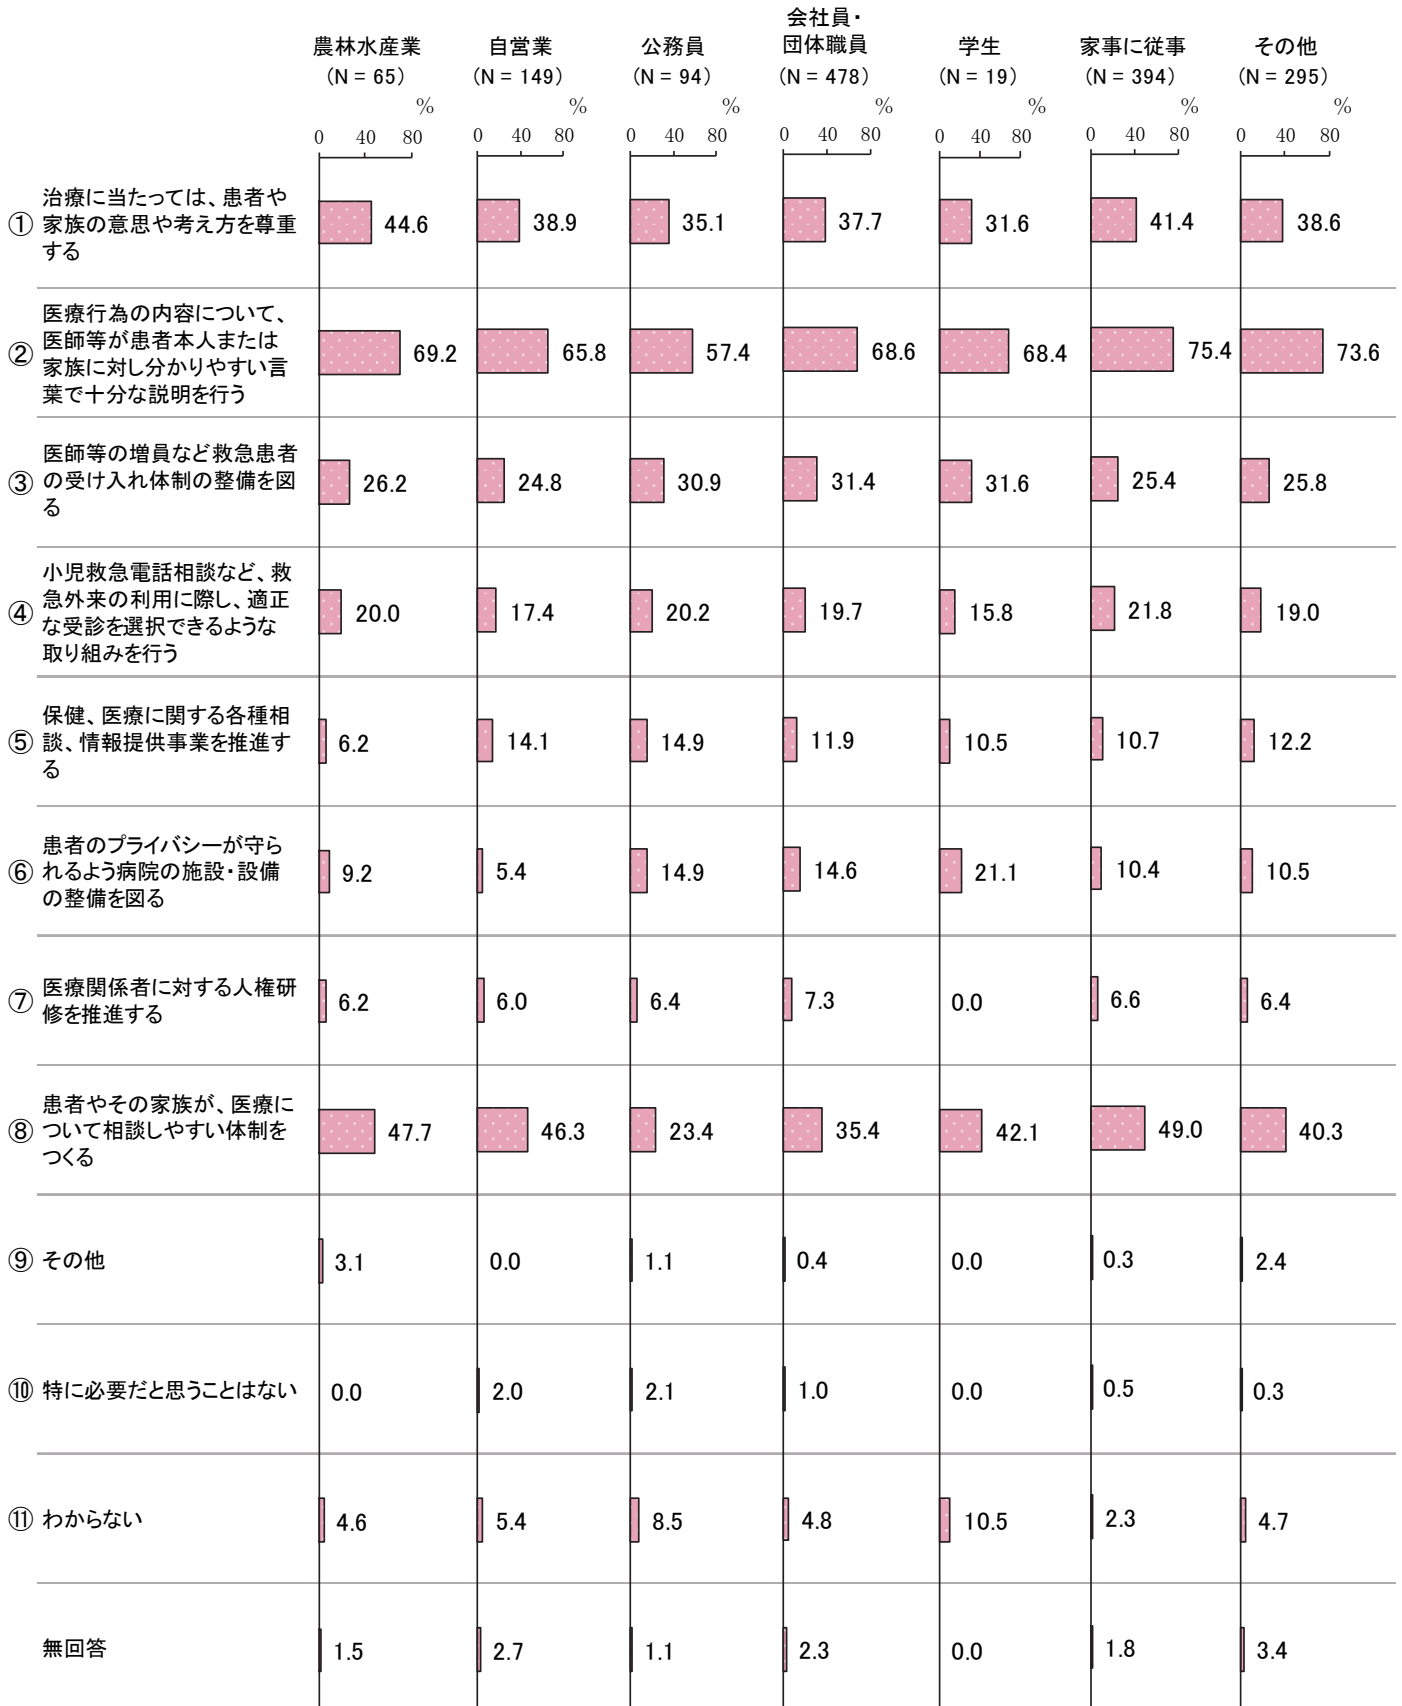 農林水産業 自営業 公務員 会社員・ 学生 家事に従事 その他
団体職員
（N = 65） （N = 149） （N = 94） （N = 478） （N = 19） （N = 394） （N = 295）
% % % % % % %
0 40 80 0 40 80 0 40 80 0 40 80 0 40 80 0 40 80 0 40 80
① 治療に当たっては、患者や
家族の意思や考え方を尊重
する
44.6 38.9 35.1 37.7 31.6 41.4 38.6
② 医療行為の内容について、
医師等が患者本人または
家族に対し分かりやすい言
葉で十分な説明を行う
69.2 65.8 57.4 68.6 68.4 75.4 73.6
③ 医師等の増員など救急患者
の受け入れ体制の整備を図
る
26.2 24.8 30.9 31.4 31.6 25.4 25.8
④ 小児救急電話相談など、救
急外来の利用に際し、適正
な受診を選択できるような
取り組みを行う
20.0 17.4 20.2 19.7 15.8 21.8 19.0
⑤ 保健、医療に関する各種相
談、情報提供事業を推進す
る
6.2 14.1 14.9 11.9 10.5 10.7 12.2
⑥ 患者のプライバシーが守ら
れるよう病院の施設・設備
の整備を図る
9.2 5.4 14.9 14.6 21.1 10.4 10.5
⑦ 医療関係者に対する人権研
修を推進する
6.2 6.0 6.4 7.3 0.0 6.6 6.4
⑧ 患者やその家族が、医療に
ついて相談しやすい体制を
つくる
47.7 46.3 23.4 35.4 42.1 49.0 40.3
⑨ その他
3.1 0.0 1.1 0.4 0.0 0.3 2.4
⑩ 特に必要だと思うことはない
0.0 2.0 2.1 1.0 0.0 0.5 0.3
⑪ わからない
4.6 5.4 8.5 4.8 10.5 2.3 4.7
無回答
1.5 2.7 1.1 2.3 0.0 1.8 3.4